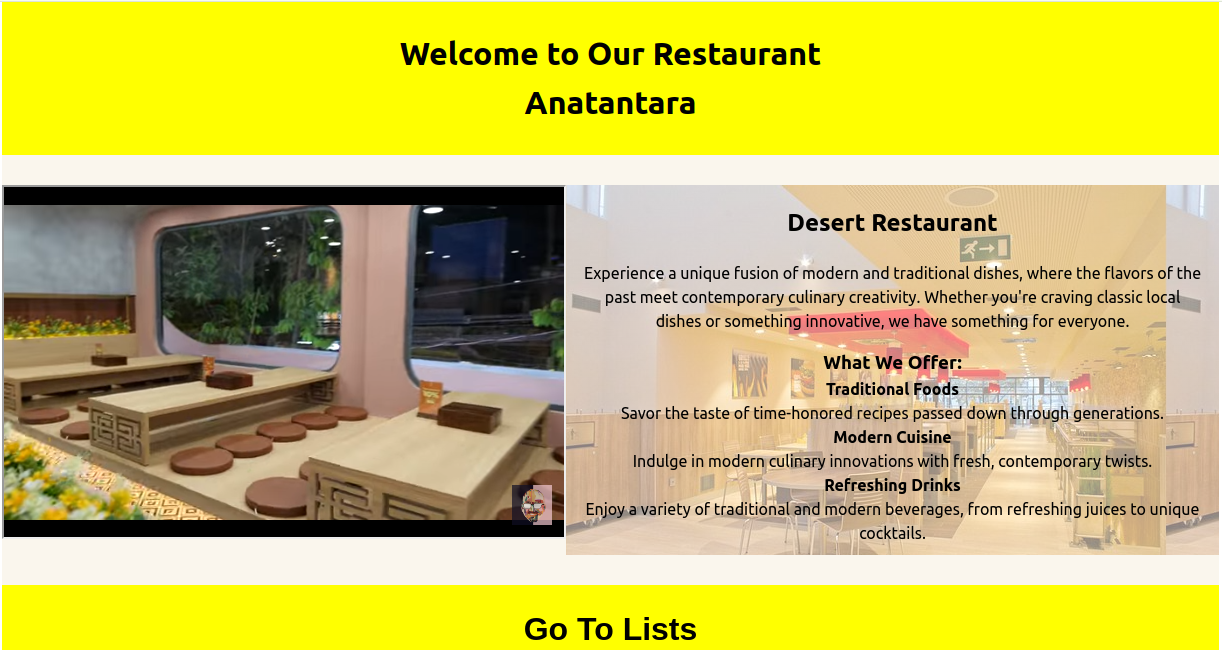 Welcome to Our Restaurant
Anatantara
Desert Restaurant
Experience a unique fusion of modern and traditional dishes, where the flavors of the
past meet contemporary culinary creativity. Whether you're craving classic local
dishes or something innovative, we have something for everyone.
What We Offer:
Traditional Foods
Savor the taste of time-honored recipes passed down through generations.
Modern Cuisine
Indulge in modern culinary innovations with fresh, contemporary twists.
Refreshing Drinks
Enjoy a variety of traditional and modern beverages, from refreshing juices to unique
cocktails.
Go To Lists